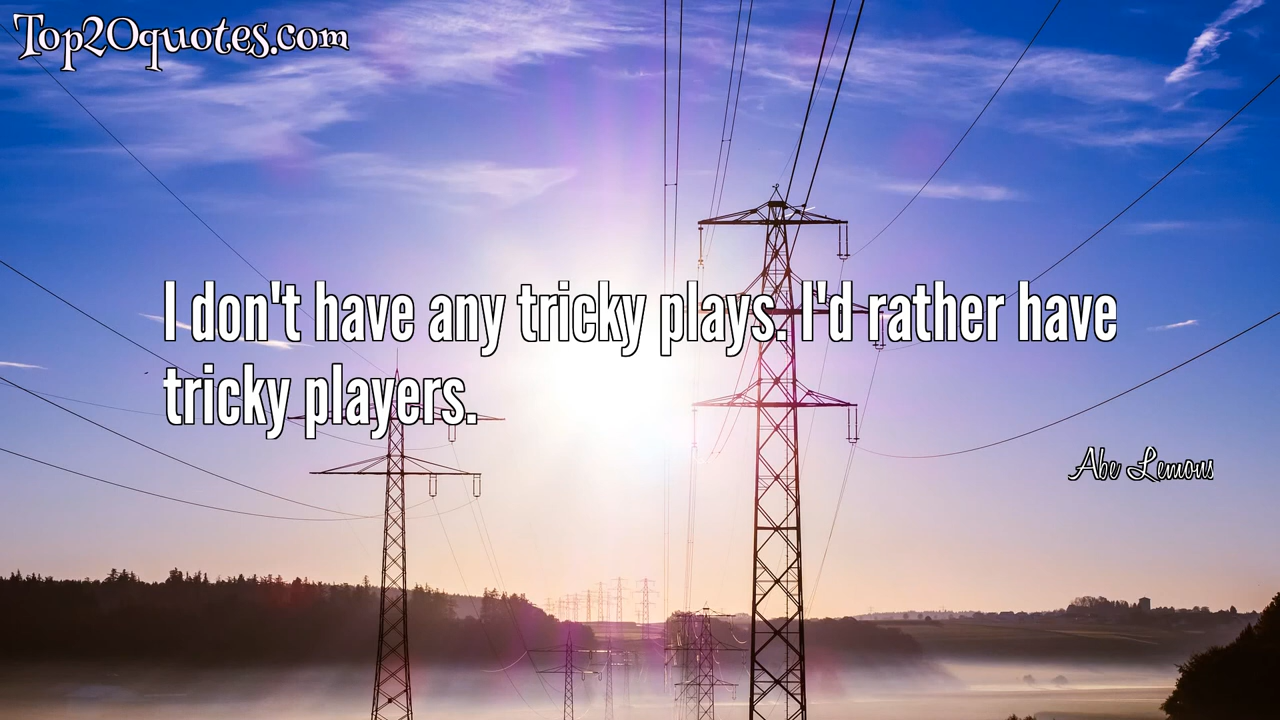 Top20quotes.com
I don't have any tricky plays. I'd rather have
tricky players.
Abe Lemons